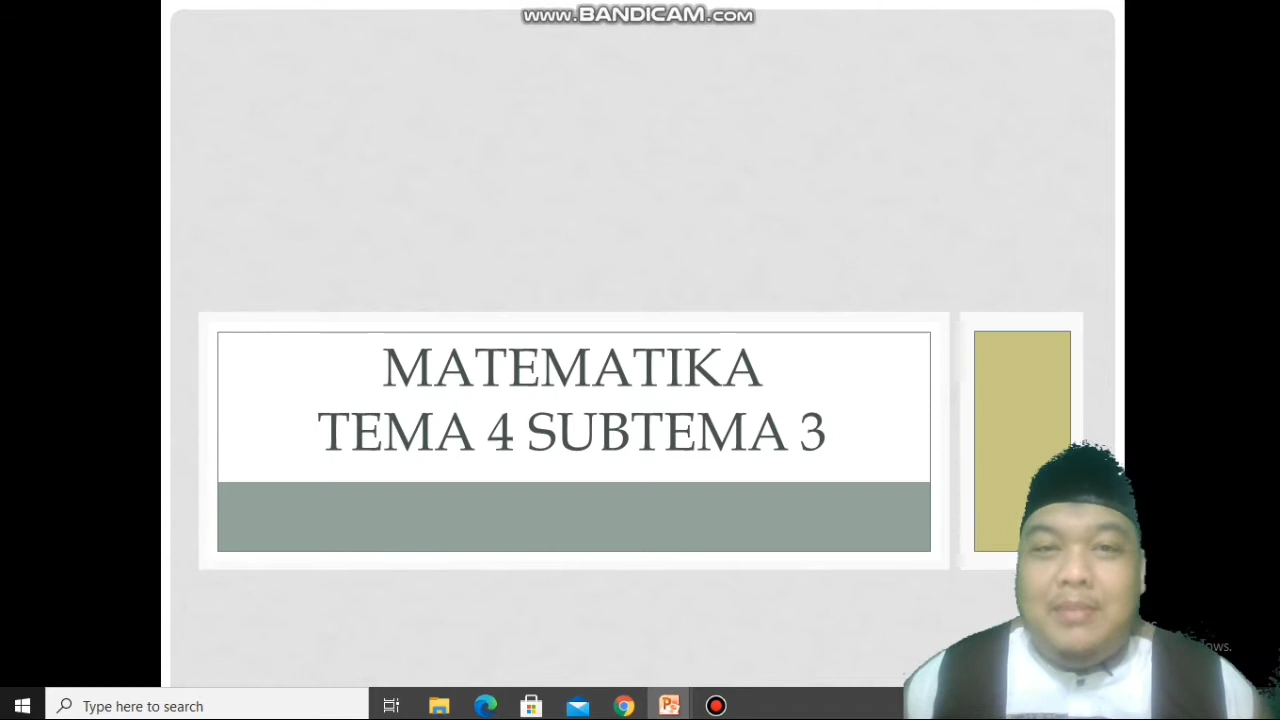 www.BANDICAM.com
MATEMATIKA
TEMA 4 SUBTEMA 3
Type here to search